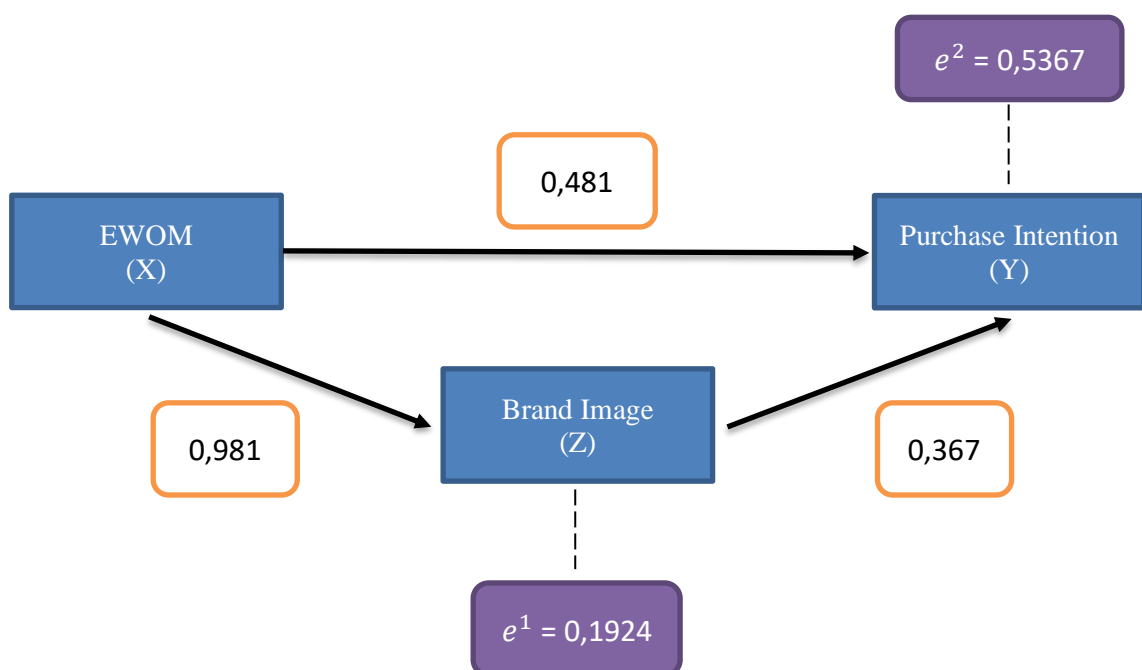 e² = 0,5367
0,481
EWOM
(X)
Purchase Intention
(Y)
Brand Image
(Z)
0,981
0,367
e¹ = 0,1924